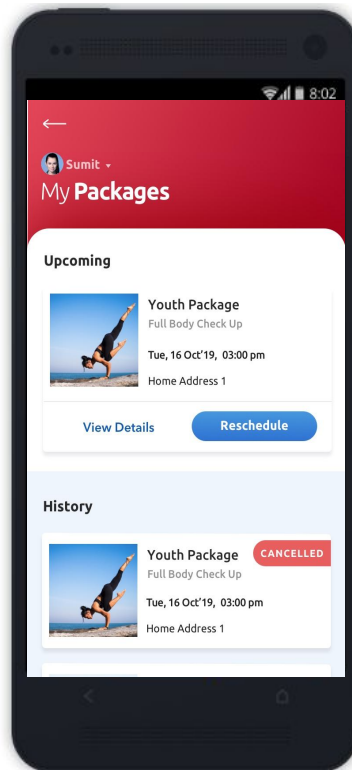 8:02
Sumit
My Packages
Upcoming
Youth Package
Full Body Check Up
Tue, 16 Oct'19, 03:00 pm
Home Address 1
View Details
Reschedule
History
Youth Package
CANCELLED
Full Body Check Up
Tue, 16 Oct'19, 03:00 pm
Home Address 1